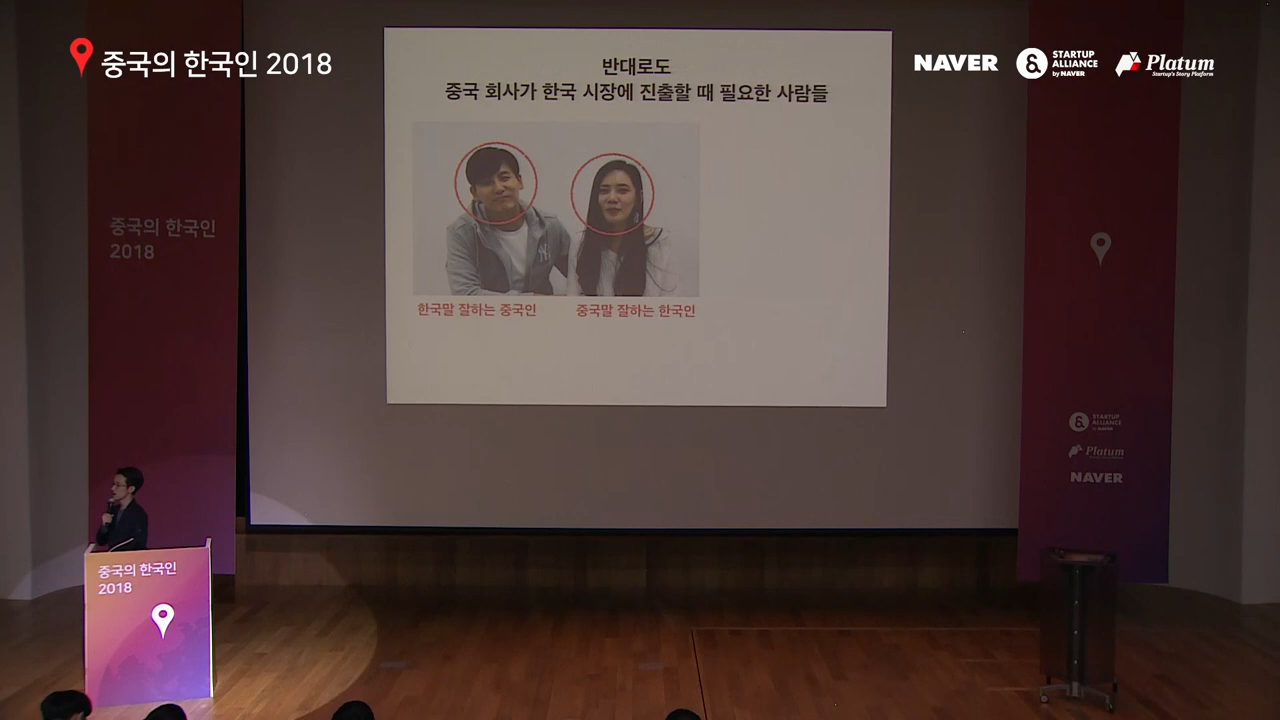 중국의 한국인 2018
NAVER
STARTUP
ALLIANCE
by NAVER
Platum
Startup's Story Platform
반대로도
중국 회사가 한국 시장에 진출할 때 필요한 사람들
한국말 잘하는 중국인
중국말 잘하는 한국인
중국의 한국인
2018
STARTUP
ALLIANCE
Platum
NAVER
중국의 한국인
2018